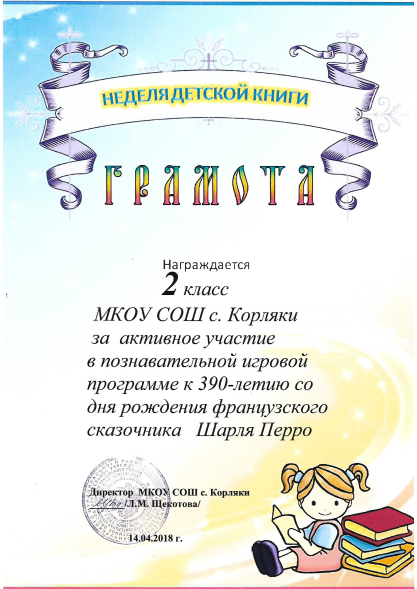 НЕДЕЛЯ ДЕТСКОЙ КНИГИ
ГРАМОТА
Награждается
2 класс
МКОУ СОШ с. Корляки
за активное участие
в познавательной игровой
программе к 390-летию со
дня рождения французского
сказочника Шарля Перро
Директор МКОУ СОШ с. Корляки
/Л.М. Щекотова/
14.04.2018 г.